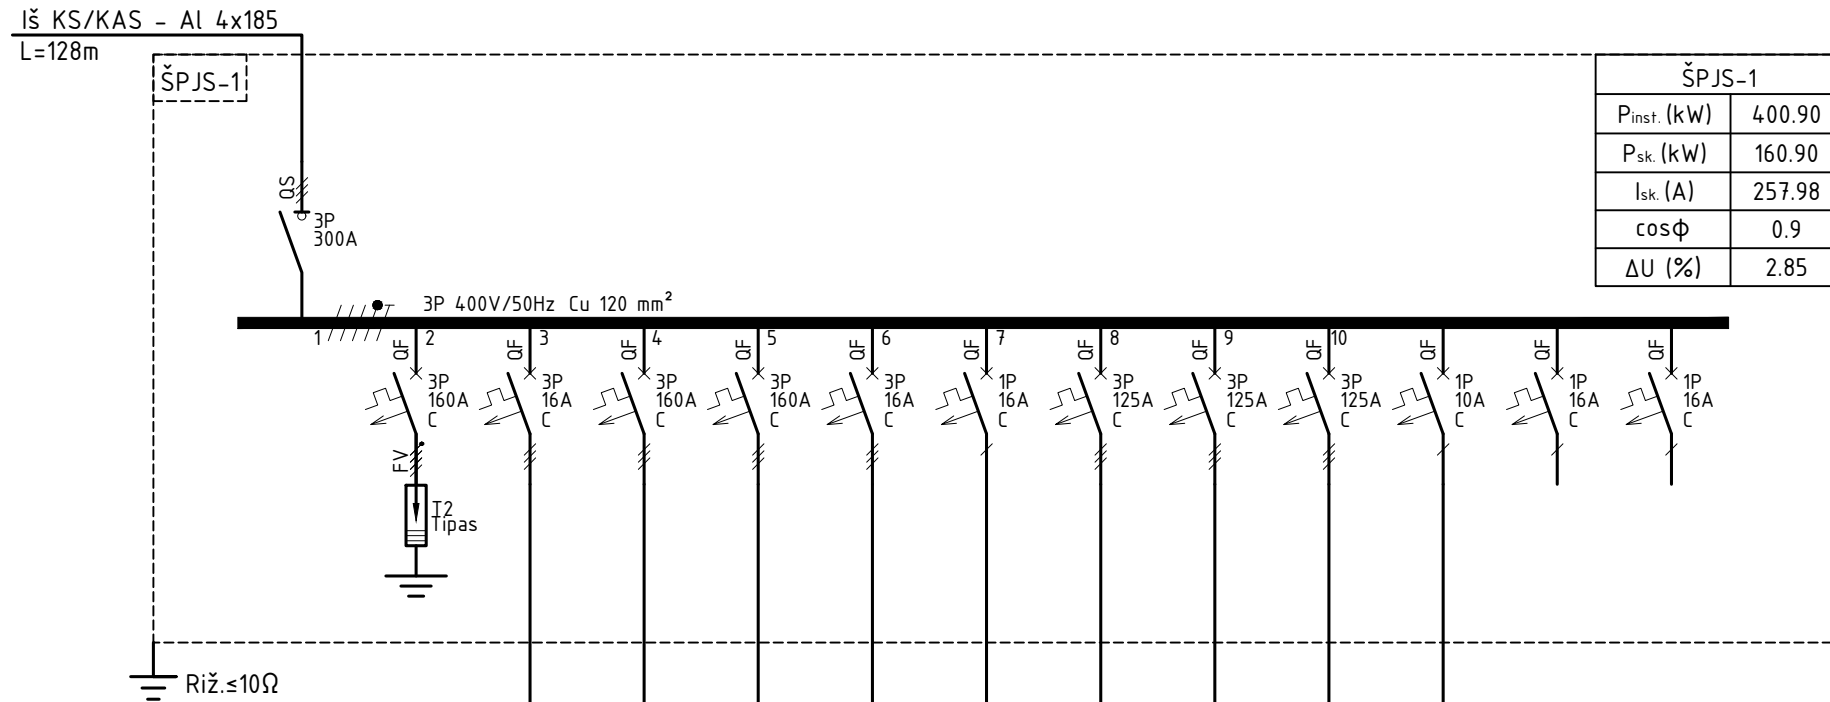 Iš KS/KAS - Al 4x185
L=128m
ŠPJS-1
ŠPJS-1
Pinst. (kW) 400.90
Psk. (kW) 160.90
Isk. (A) 257.98
cosϕ 0.9
ΔU (%) 2.85
QS
3P
300A
3P 400V/50Hz Cu 120 mm²
1 2 3 4 5 6 7 8 9 10
QF QF QF QF QF QF QF QF QF QF QF QF
3P 3P 3P 3P 3P 1P 3P 3P 3P 1P 1P 1P
160A 16A 160A 160A 16A 16A 125A 125A 125A 10A 16A 16A
C C C C C C C C C C C C
FV
T2
Tipas
Riž.≤10Ω